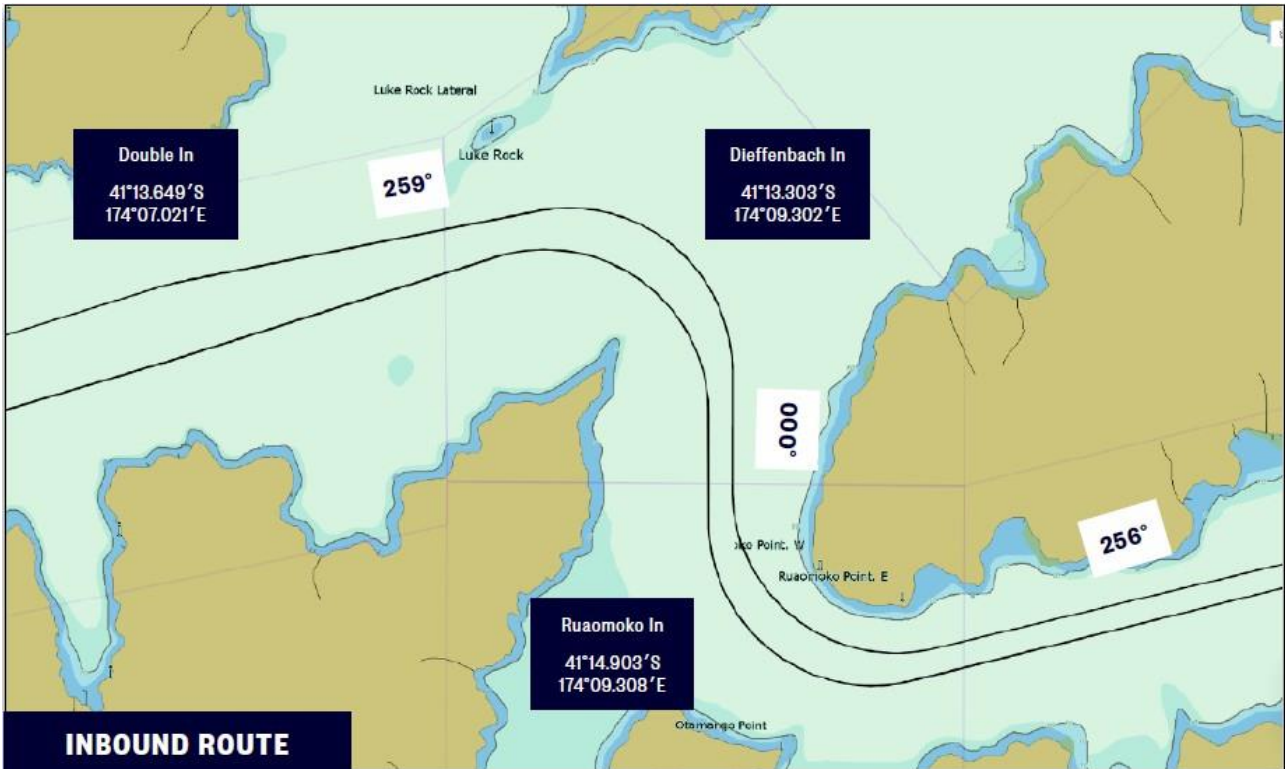 Luke Rock Lateral
Luke Rock
Double In
41°13.649′S
174°07.021′E
259°
Dieffenbach In
41°13.303′S
174°09.302′E
000°
256°
Point. W
Ruaomoko Point. E
Ruaomoko In
41°14.903′S
174°09.308′E
Otamango Point
INBOUND ROUTE